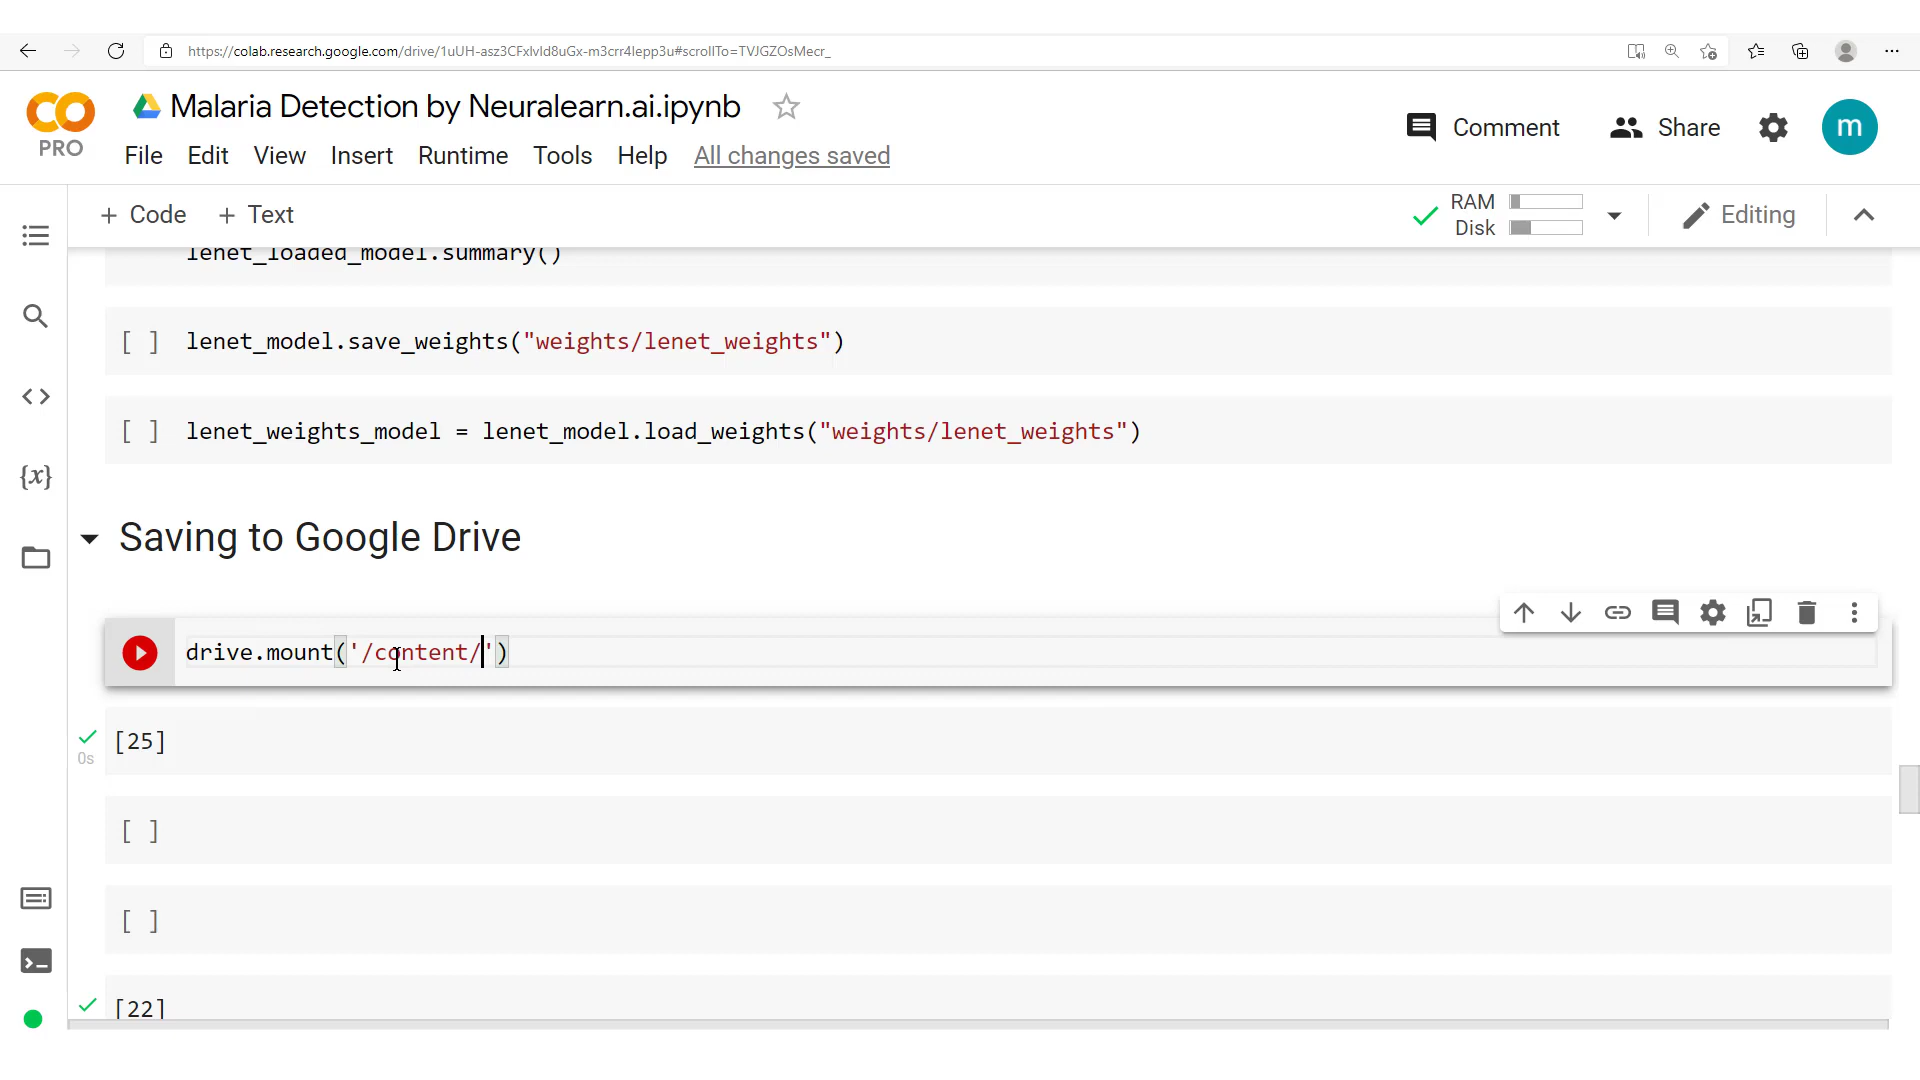 https://colab.research.google.com/drive/1uUH-asz3CFxlvId8uGx-m3crr4lepp3u#scrollTo=TVJGZOsMecr_
Malaria Detection by Neuralearn.ai.ipynb
CO
PRO
File Edit View Insert Runtime Tools Help All changes saved
Comment Share m
+ Code + Text
RAM
Disk
Editing
lenet_loaded_model.summary()
[ ] lenet_model.save_weights("weights/lenet_weights")
[ ] lenet_weights_model = lenet_model.load_weights("weights/lenet_weights")
{x}
Saving to Google Drive
drive.mount('/content/')
[25]
0s
[ ]
[ ]
[22]